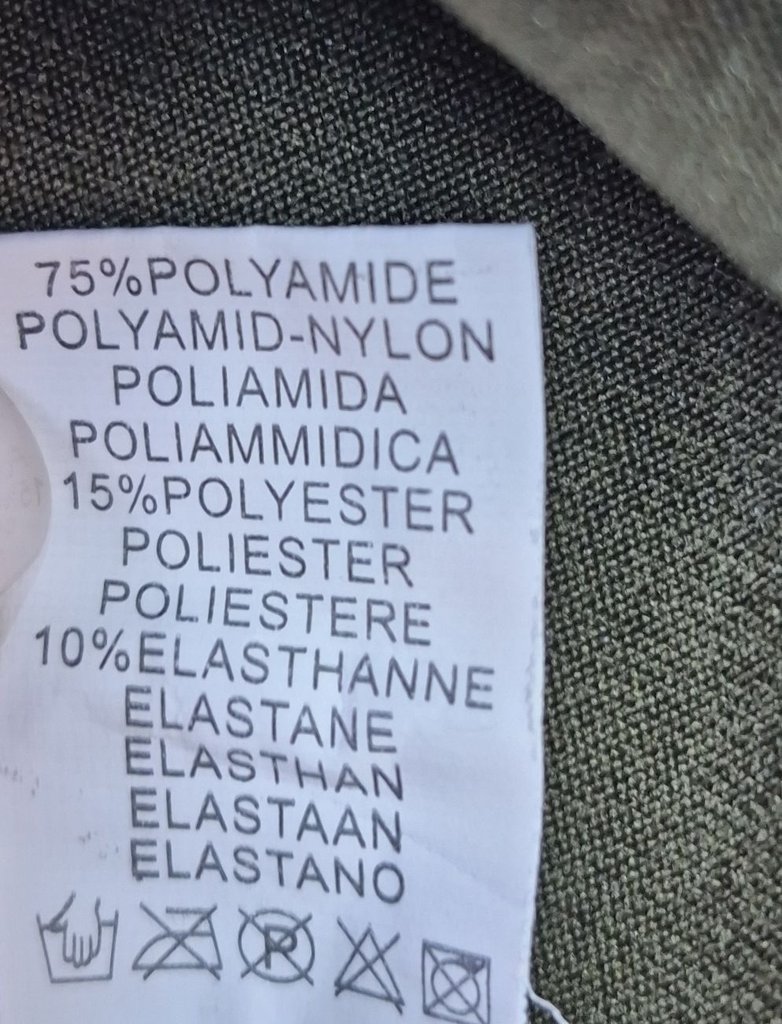 75%POLYAMIDE
POLYAMID-NYLON
POLIAMIDA
POLIAMMIDICA
15%POLYESTER
POLIESTER
POLIESTERE
10%ELASTHANNE
ELASTANE
ELASTHAN
ELASTAAN
ELASTANO
P